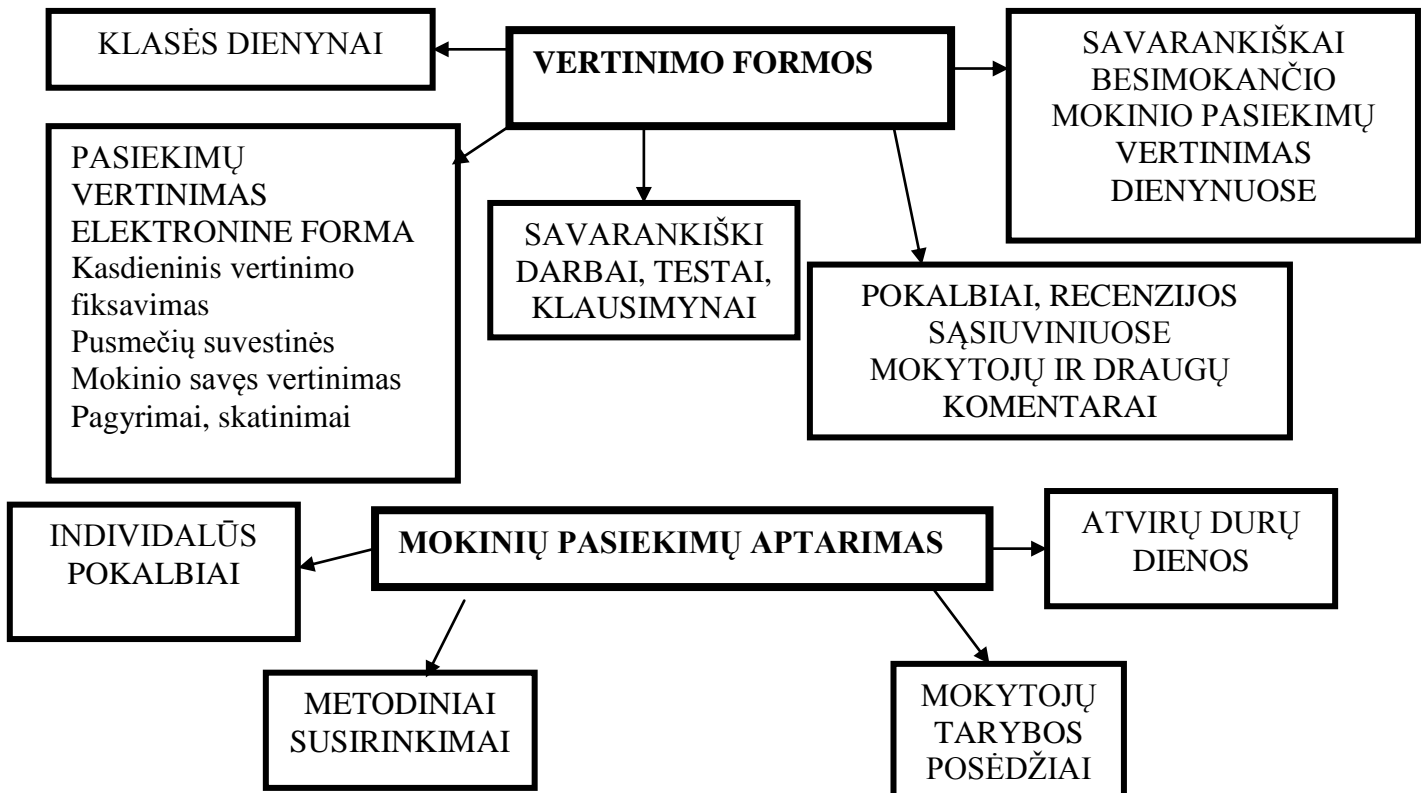 KLASĖS DIENYNAI
VERTINIMO FORMOS
SAVARANKIŠKAI
BESIMOKANČIO
MOKINIO PASIEKIMŲ
VERTINIMAS
DIENYNUOSE
PASIEKIMŲ
VERTINIMAS
ELEKTRONINE FORMA
Kasdieninis vertinimo
fiksavimas
Pusmečių suvestinės
Mokinio savęs vertinimas
Pagyrimai, skatinimai
SAVARANKIŠKI
DARBAI, TESTAI,
KLAUSIMYNAI
POKALBIAI, RECENZIJOS
SĄSIUVINIUOSE
MOKYTOJŲ IR DRAUGŲ
KOMENTARAI
INDIVIDALŪS
POKALBIAI
MOKINIŲ PASIEKIMŲ APTARIMAS
ATVIRŲ DURŲ
DIENOS
METODINIAI
SUSIRINKIMAI
MOKYTOJŲ
TARYBOS
POSĖDŽIAI